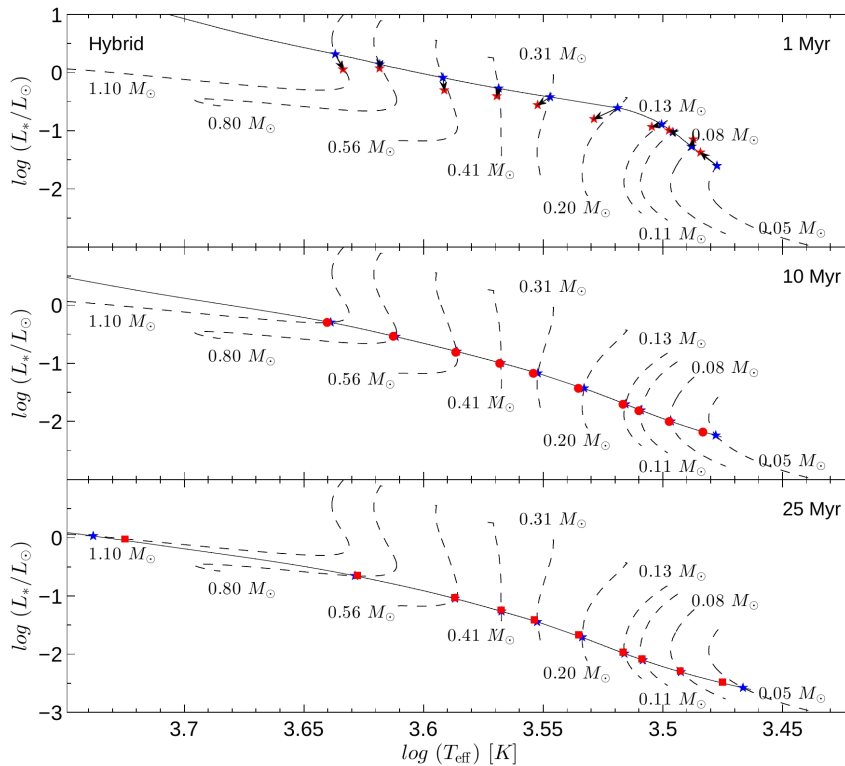 Hybrid
1 Myr
1
0
−1
−2
log (L*/L⊙)
1.10 M⊙
0.80 M⊙
0.56 M⊙
0.41 M⊙
0.31 M⊙
0.20 M⊙
0.13 M⊙
0.11 M⊙
0.08 M⊙
0.05 M⊙
10 Myr
0
−1
−2
log (L*/L⊙)
1.10 M⊙
0.80 M⊙
0.56 M⊙
0.41 M⊙
0.31 M⊙
0.20 M⊙
0.13 M⊙
0.11 M⊙
0.08 M⊙
0.05 M⊙
25 Myr
0
−1
−2
−3
log (L*/L⊙)
1.10 M⊙
0.80 M⊙
0.56 M⊙
0.41 M⊙
0.31 M⊙
0.20 M⊙
0.13 M⊙
0.11 M⊙
0.08 M⊙
0.05 M⊙
3.7 3.65 3.6 3.55 3.5 3.45
log (Teff) [K]